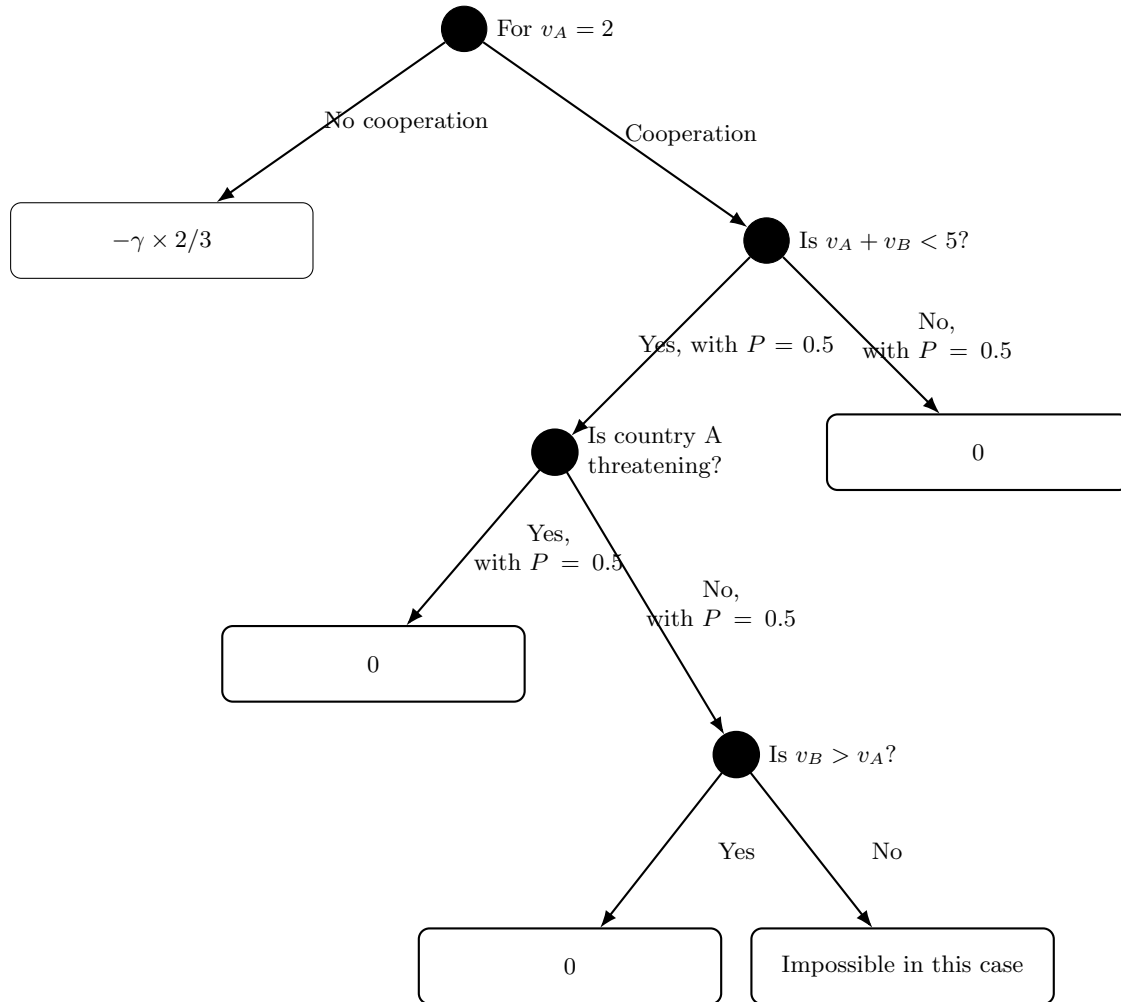 For v_A = 2
No cooperation
Cooperation
−γ × 2/3
Is v_A + v_B < 5?
Yes, with P = 0.5
No,
with P = 0.5
Is country A
threatening?
0
Yes,
with P = 0.5
No,
with P = 0.5
0
Is v_B > v_A?
Yes
No
0
Impossible in this case